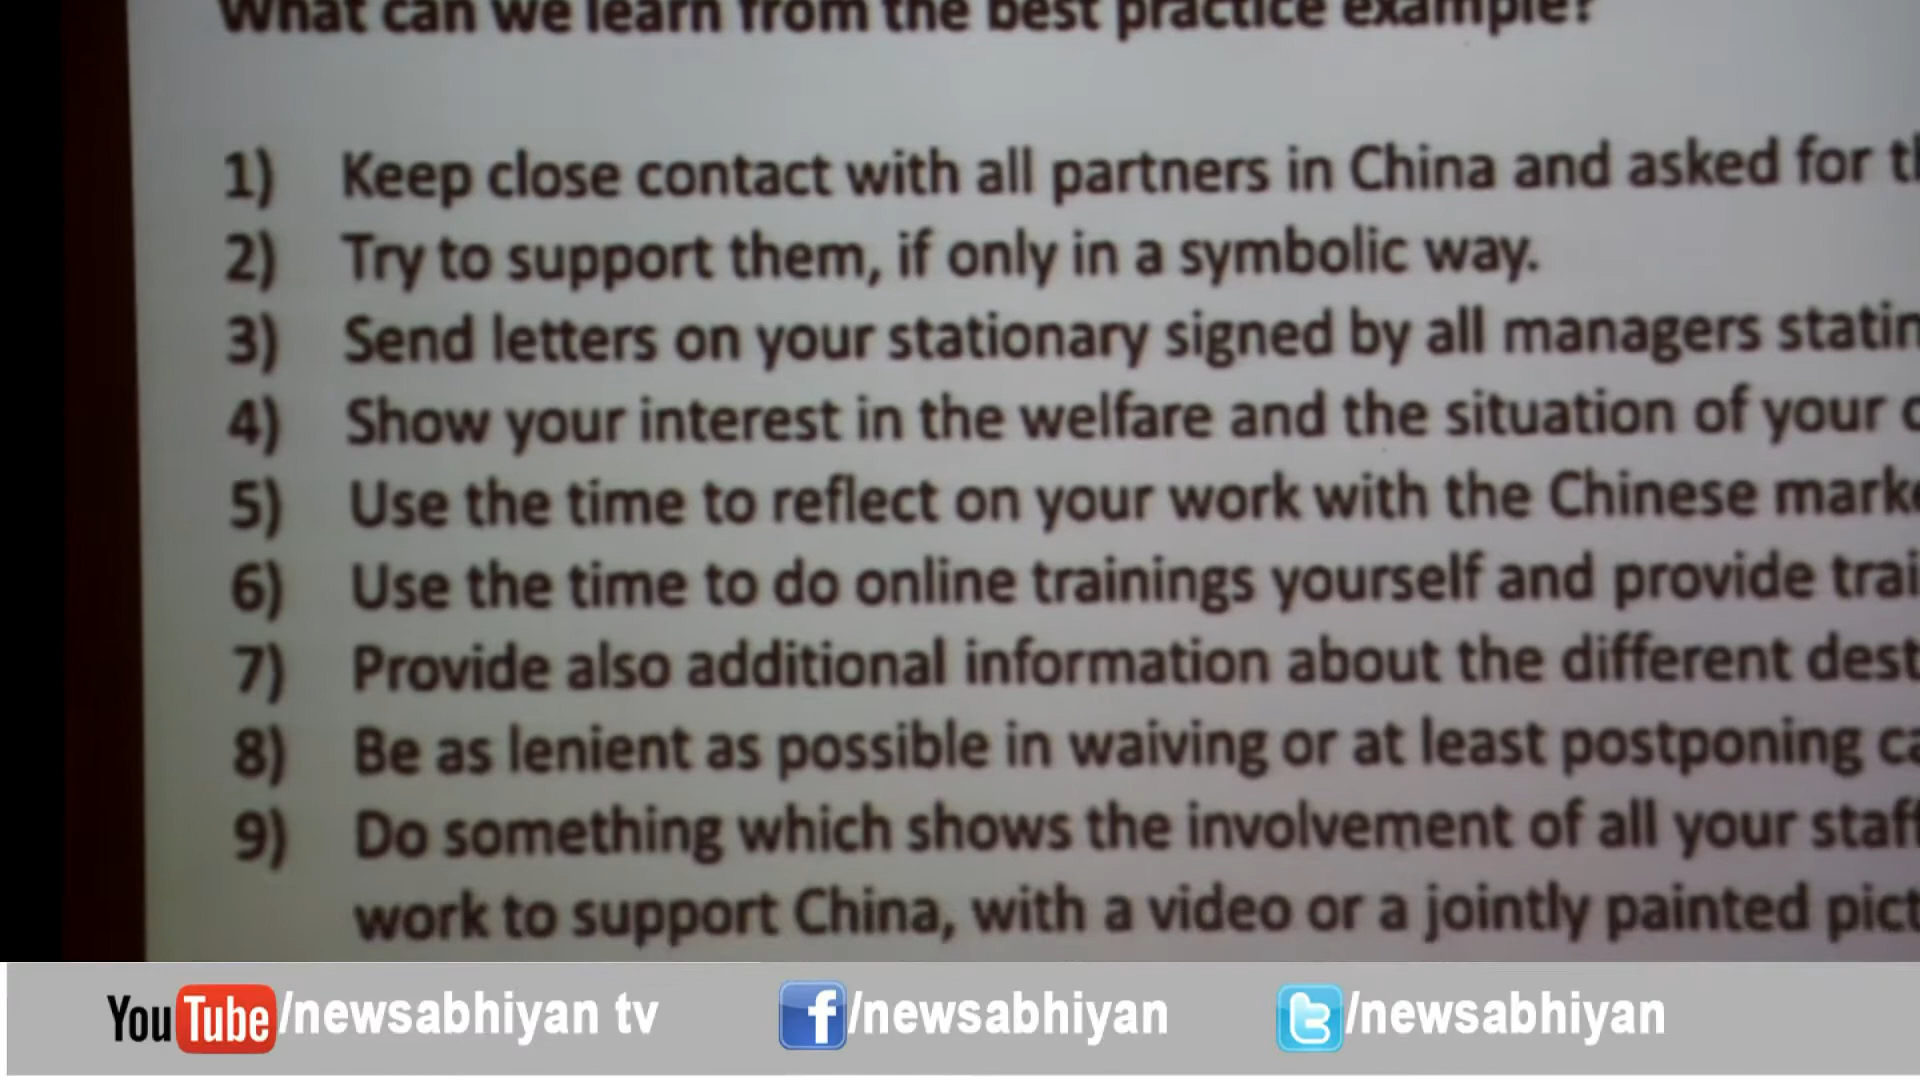 What can we learn from the best practice example?
1) Keep close contact with all partners in China and asked for
2) Try to support them, if only in a symbolic way.
3) Send letters on your stationary signed by all managers
4) Show your interest in the welfare and the situation of your
5) Use the time to reflect on your work with the Chinese
6) Use the time to do online trainings yourself and provide
7) Provide also additional information about the different
8) Be as lenient as possible in waiving or at least postponing
9) Do something which shows the involvement of all your staff
work to support China, with a video or a jointly painted
YouTube/newsabhiyan tv f/newsabhiyan t/newsabhiyan